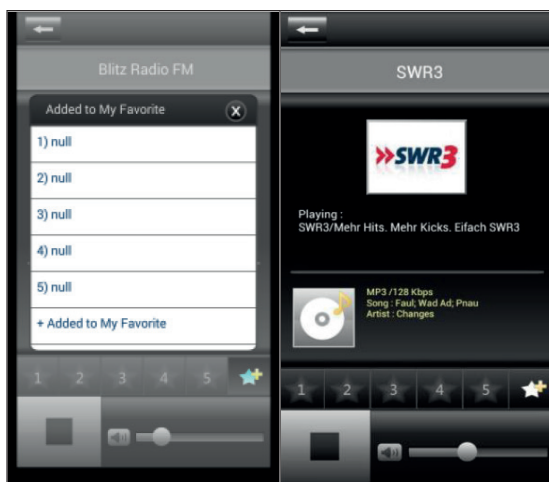 Blitz Radio FM
Added to My Favorite
X
1) null
2) null
3) null
4) null
5) null
+ Added to My Favorite
1 2 3 4 5
SWR3
SWR3
Playing :
SWR3/Mehr Hits. Mehr Kicks. Eifach SWR3
MP3 /128 Kbps
Song : Faul; Wad Ad; Pnau
Artist : Changes
1 2 3 4 5